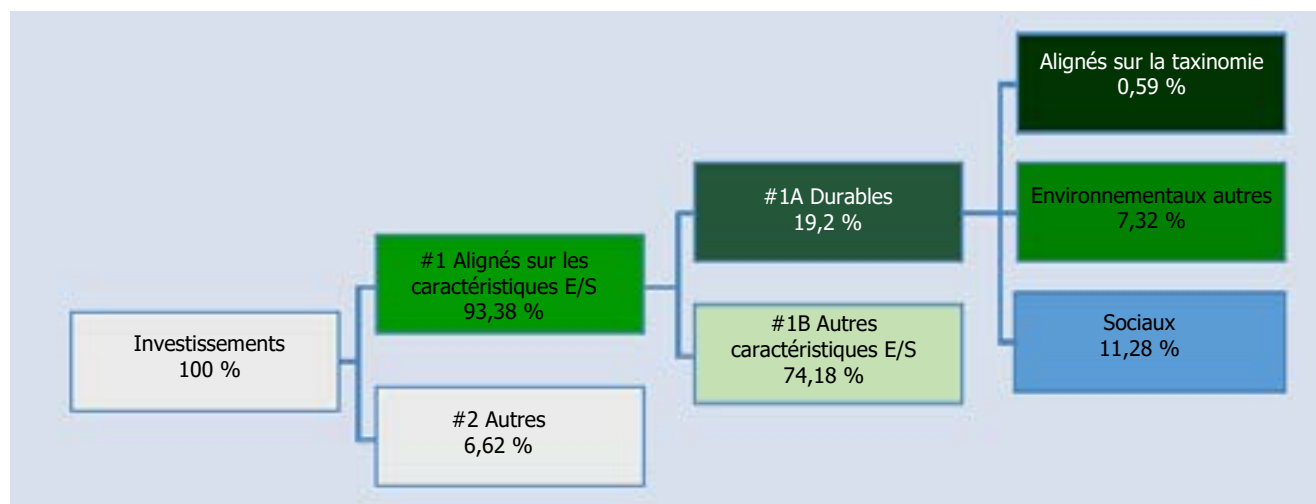 Investissements
100 %
#1 Alignés sur les
caractéristiques E/S
93,38 %
#2 Autres
6,62 %
#1A Durables
19,2 %
#1B Autres
caractéristiques E/S
74,18 %
Alignés sur la taxinomie
0,59 %
Environnementaux autres
7,32 %
Sociaux
11,28 %